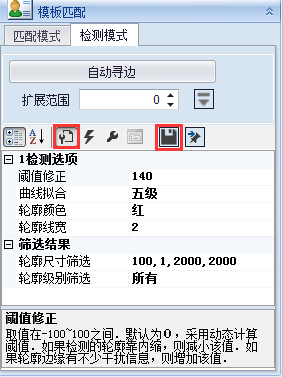 模板匹配
匹配模式 检测模式
自动寻边
扩展范围 0
1检测选项
阈值修正 140
曲线拟合 五级
轮廓颜色 红
轮廓线宽 2
筛选结果
轮廓尺寸筛选 100,1,2000,2000
轮廓级别筛选 所有
阈值修正
取值在-100~100之间．默认为0，采用动态计算
阈值．如果检测的轮廓靠内缩，则减小该值．如
果轮廓边缘有不少干扰信息，则增加该值．